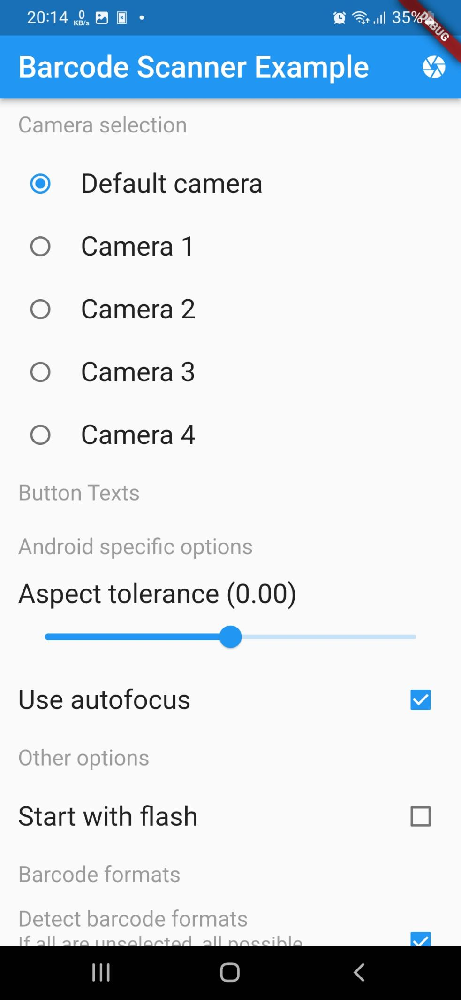 20:14 0 KB/s K 35%
DEBUG
Barcode Scanner Example
Camera selection
Default camera
Camera 1
Camera 2
Camera 3
Camera 4
Button Texts
Android specific options
Aspect tolerance (0.00)
Use autofocus
Other options
Start with flash
Barcode formats
Detect barcode formats
If all are unselected, all possible